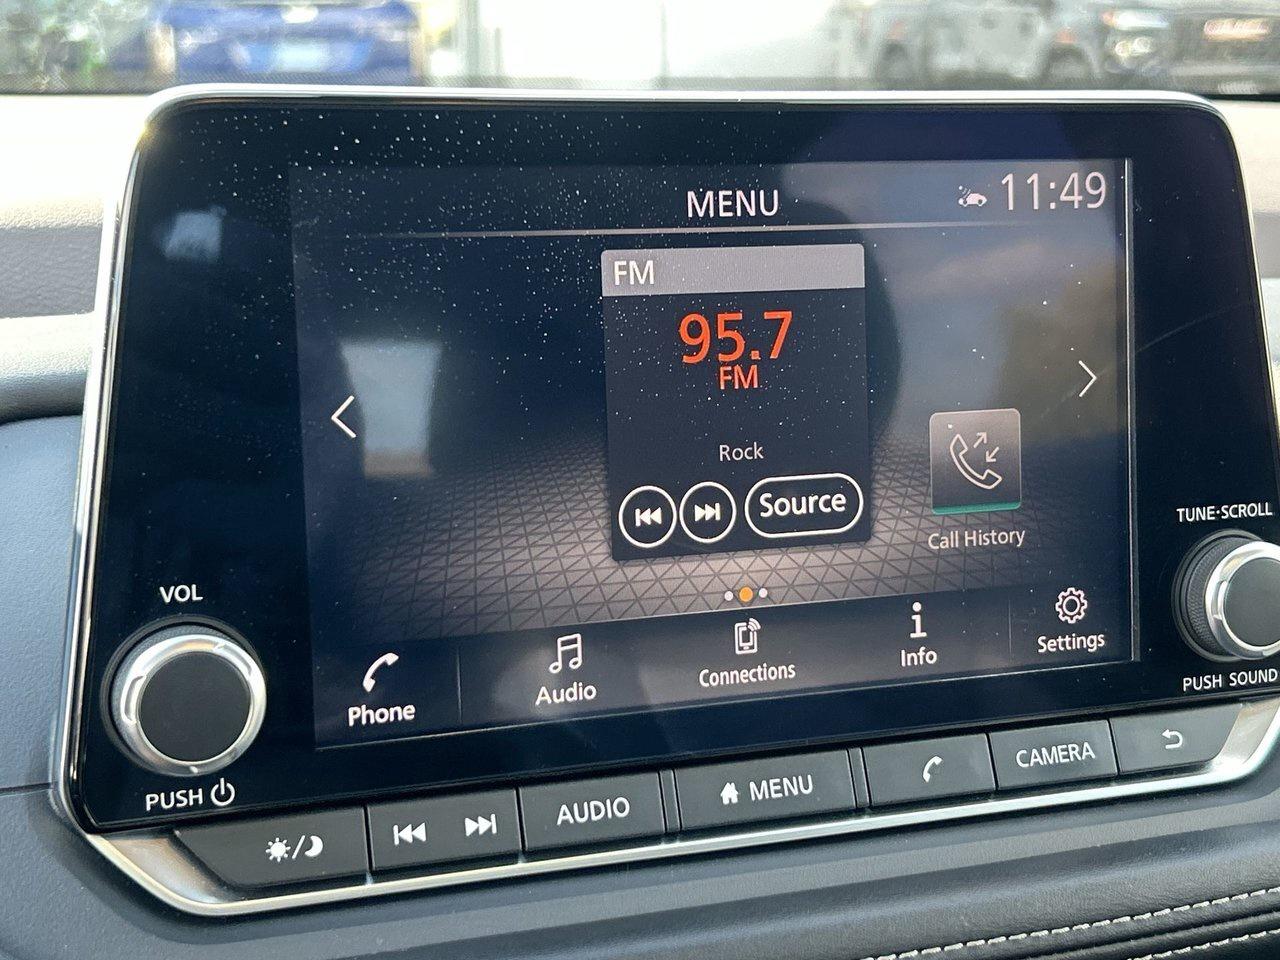 MENU
11:49
FM
95.7
FM
Rock
Source
Call History
Phone
Audio
Connections
Info
Settings
VOL
PUSH
TUNE·SCROLL
PUSH SOUND
AUDIO
MENU
CAMERA